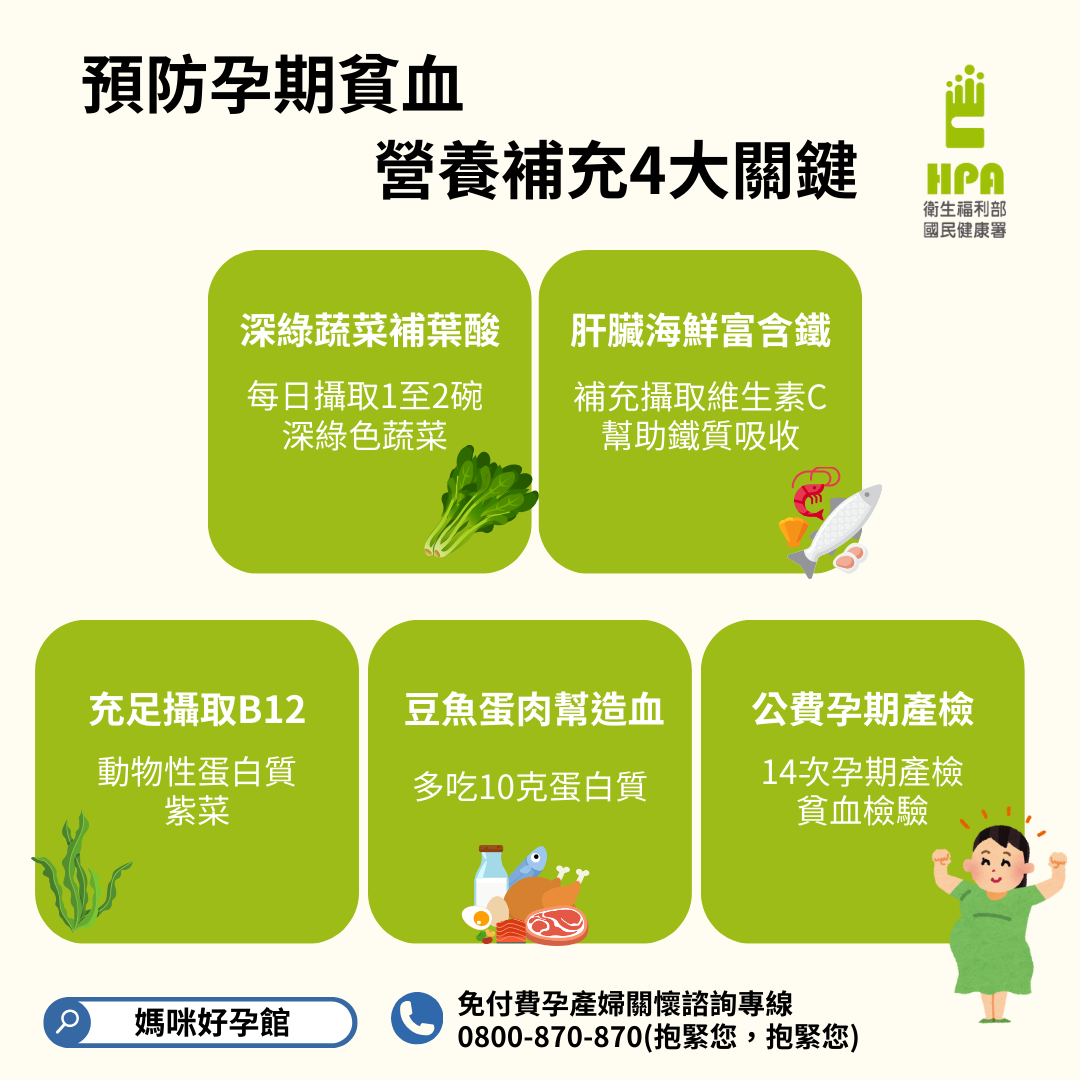 預防孕期貧血
營養補充4大關鍵
HPA
衛生福利部
國民健康署
深綠蔬菜補葉酸
每日攝取1至2碗
深綠色蔬菜
肝臟海鮮富含鐵
補充攝取維生素C
幫助鐵質吸收
充足攝取B12
動物性蛋白質
紫菜
豆魚蛋肉幫造血
多吃10克蛋白質
公費孕期產檢
14次孕期產檢
貧血檢驗
媽咪好孕館
免付費孕產婦關懷諮詢專線
0800-870-870(抱緊您，抱緊您)